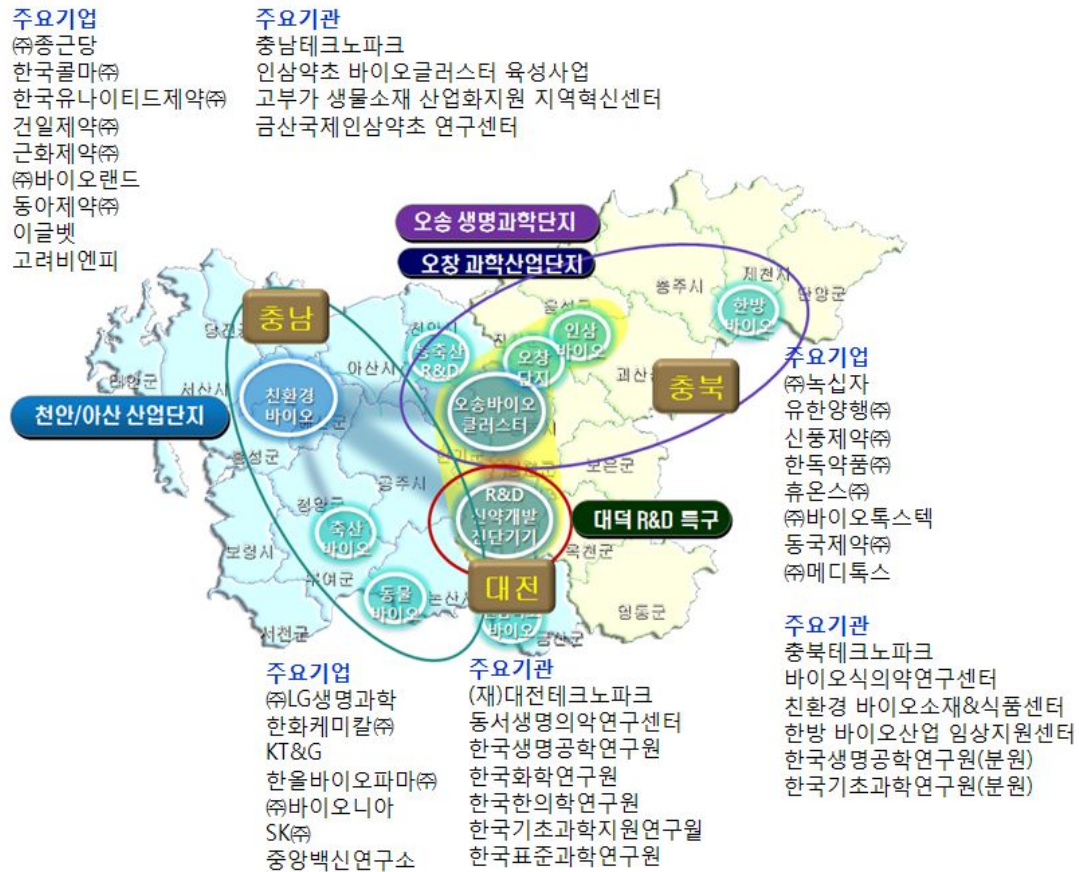 주요기업
㈜종근당
한국콜마㈜
한국유나이티드제약㈜
건일제약㈜
근화제약㈜
㈜바이오랜드
동아제약㈜
이글벳
고려비엔피
주요기관
충남테크노파크
인삼약초 바이오글러스터 육성사업
고부가 생물소재 산업화지원 지역혁신센터
금산국제인삼약초 연구센터
오송 생명과학단지
오창 과학산업단지
충남
천안/아산 산업단지
친환경
바이오
농축산
R&D
오창
단지
인삼
바이오
한방
바이오
오송바이오
클러스터
충북
R&D
신약개발
진단기기
대덕 R&D 특구
대전
축산
바이오
동물
바이오
바이오
태안군
서산시
아산시
천안시
음성군
충주시
제천시
단양군
홍성군
공주시
청양군
보령시
부여군
서천군
논산시
금산군
보은군
옥천군
영동군
주요기업
㈜녹십자
유한양행㈜
신풍제약㈜
한독약품㈜
휴온스㈜
㈜바이오톡스텍
동국제약㈜
㈜메디톡스
주요기관
충북테크노파크
바이오식의약연구센터
친환경 바이오소재&식품센터
한방 바이오산업 임상지원센터
한국생명공학연구원(분원)
한국기초과학연구원(분원)
주요기업
㈜LG생명과학
한화케미칼㈜
KT&G
한올바이오파마㈜
㈜바이오니아
SK㈜
중앙백신연구소
주요기관
(재)대전테크노파크
동서생명의학연구센터
한국생명공학연구원
한국화학연구원
한국한의학연구원
한국기초과학지원연구월
한국표준과학연구원